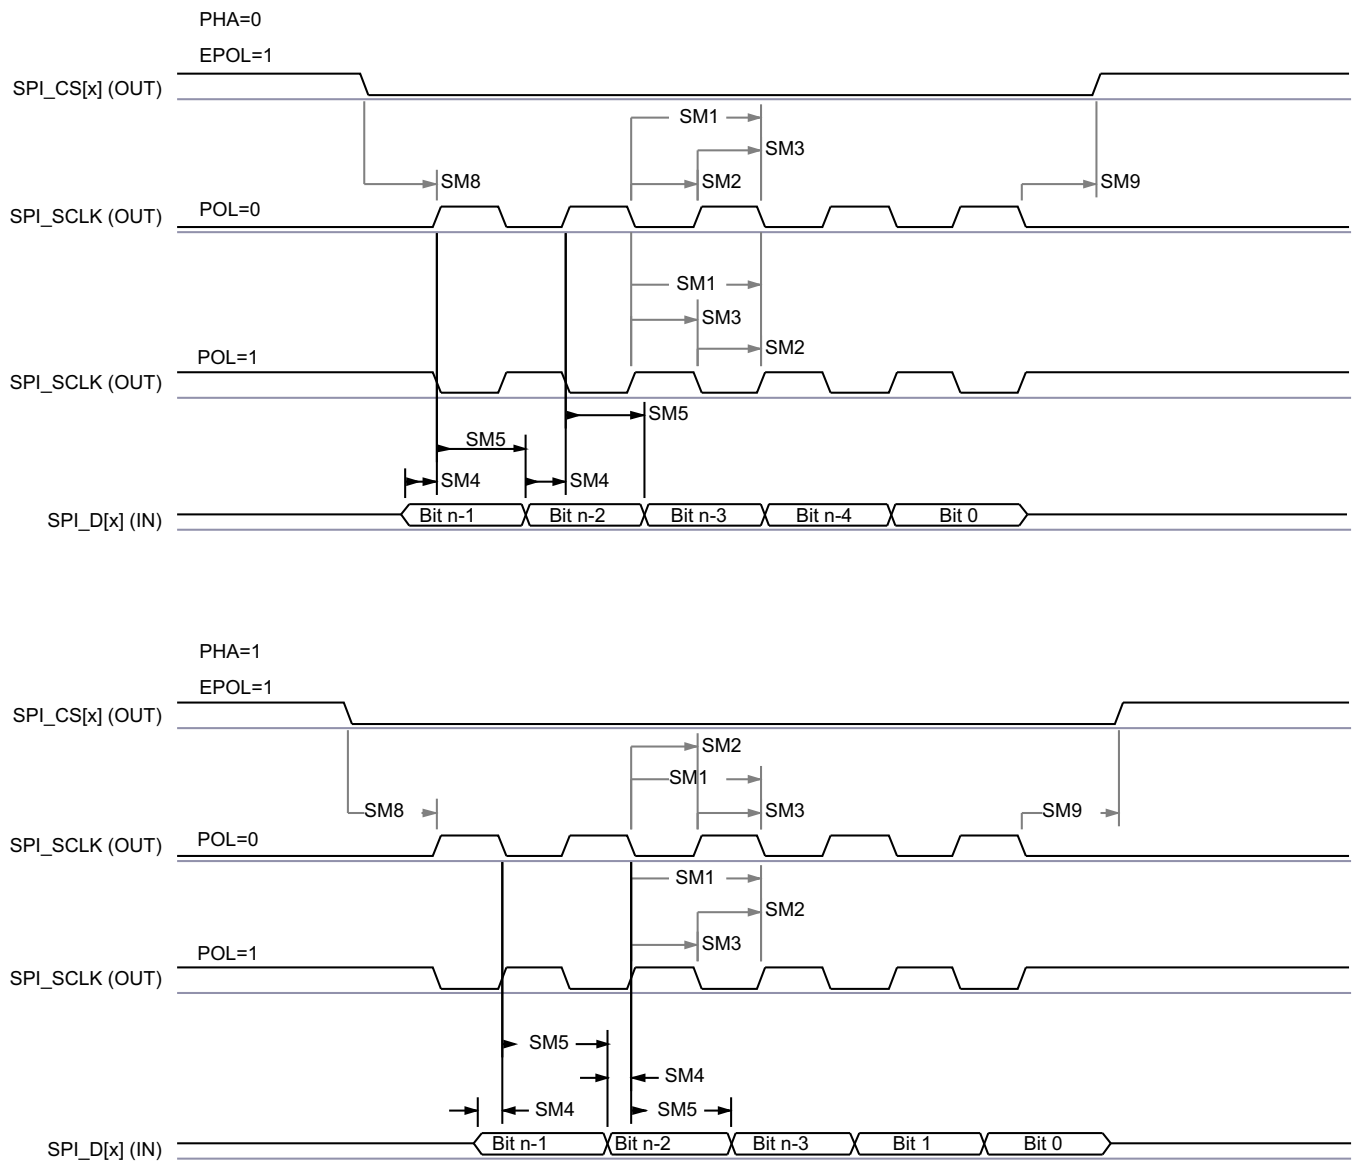 PHA=0
EPOL=1
SPI_CS[x] (OUT)
SM1
SM3
SM8
SM2
SM9
SPI_SCLK (OUT)
POL=0
SM1
SM3
SM2
POL=1
SPI_SCLK (OUT)
SM5
SM5
SM4
SM4
SPI_D[x] (IN)
Bit n-1
Bit n-2
Bit n-3
Bit n-4
Bit 0
PHA=1
EPOL=1
SPI_CS[x] (OUT)
SM2
SM1
SM8
SM3
SM9
SPI_SCLK (OUT)
POL=0
SM1
SM2
SM3
POL=1
SPI_SCLK (OUT)
SM5
SM4
SM4
SM5
SPI_D[x] (IN)
Bit n-1
Bit n-2
Bit n-3
Bit 1
Bit 0